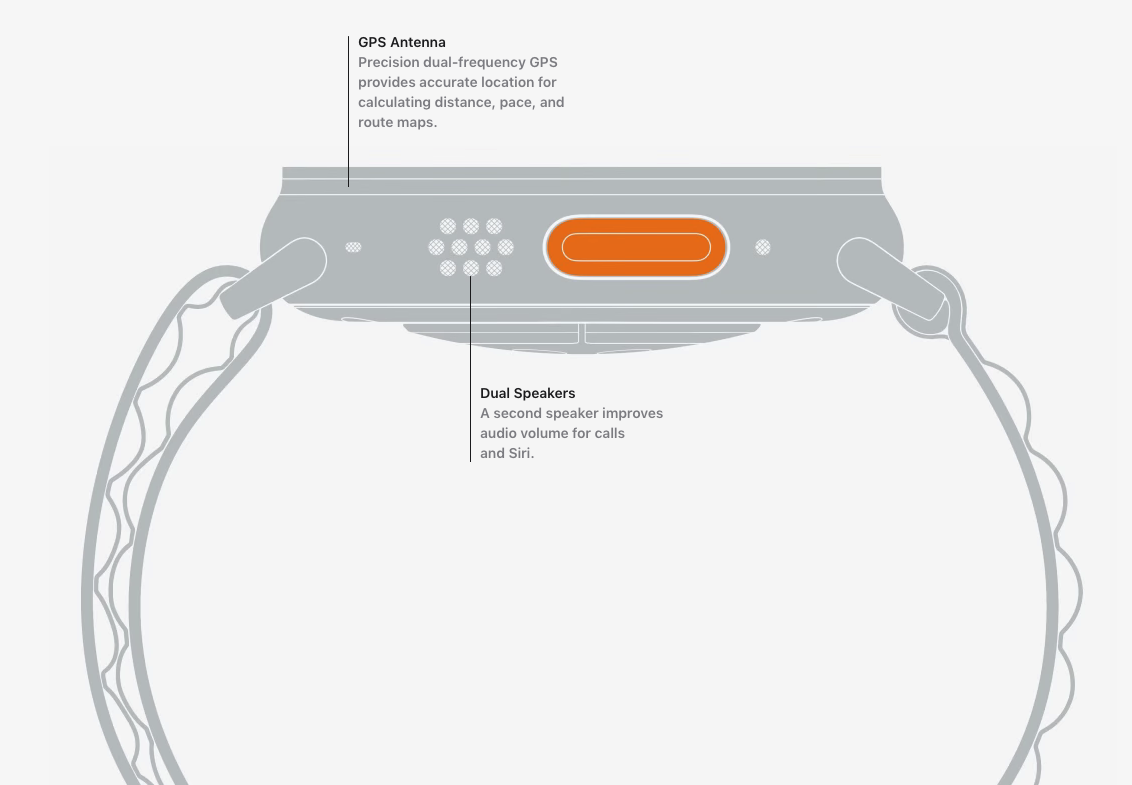 GPS Antenna
Precision dual-frequency GPS
provides accurate location for
calculating distance, pace, and
route maps.
Dual Speakers
A second speaker improves
audio volume for calls
and Siri.